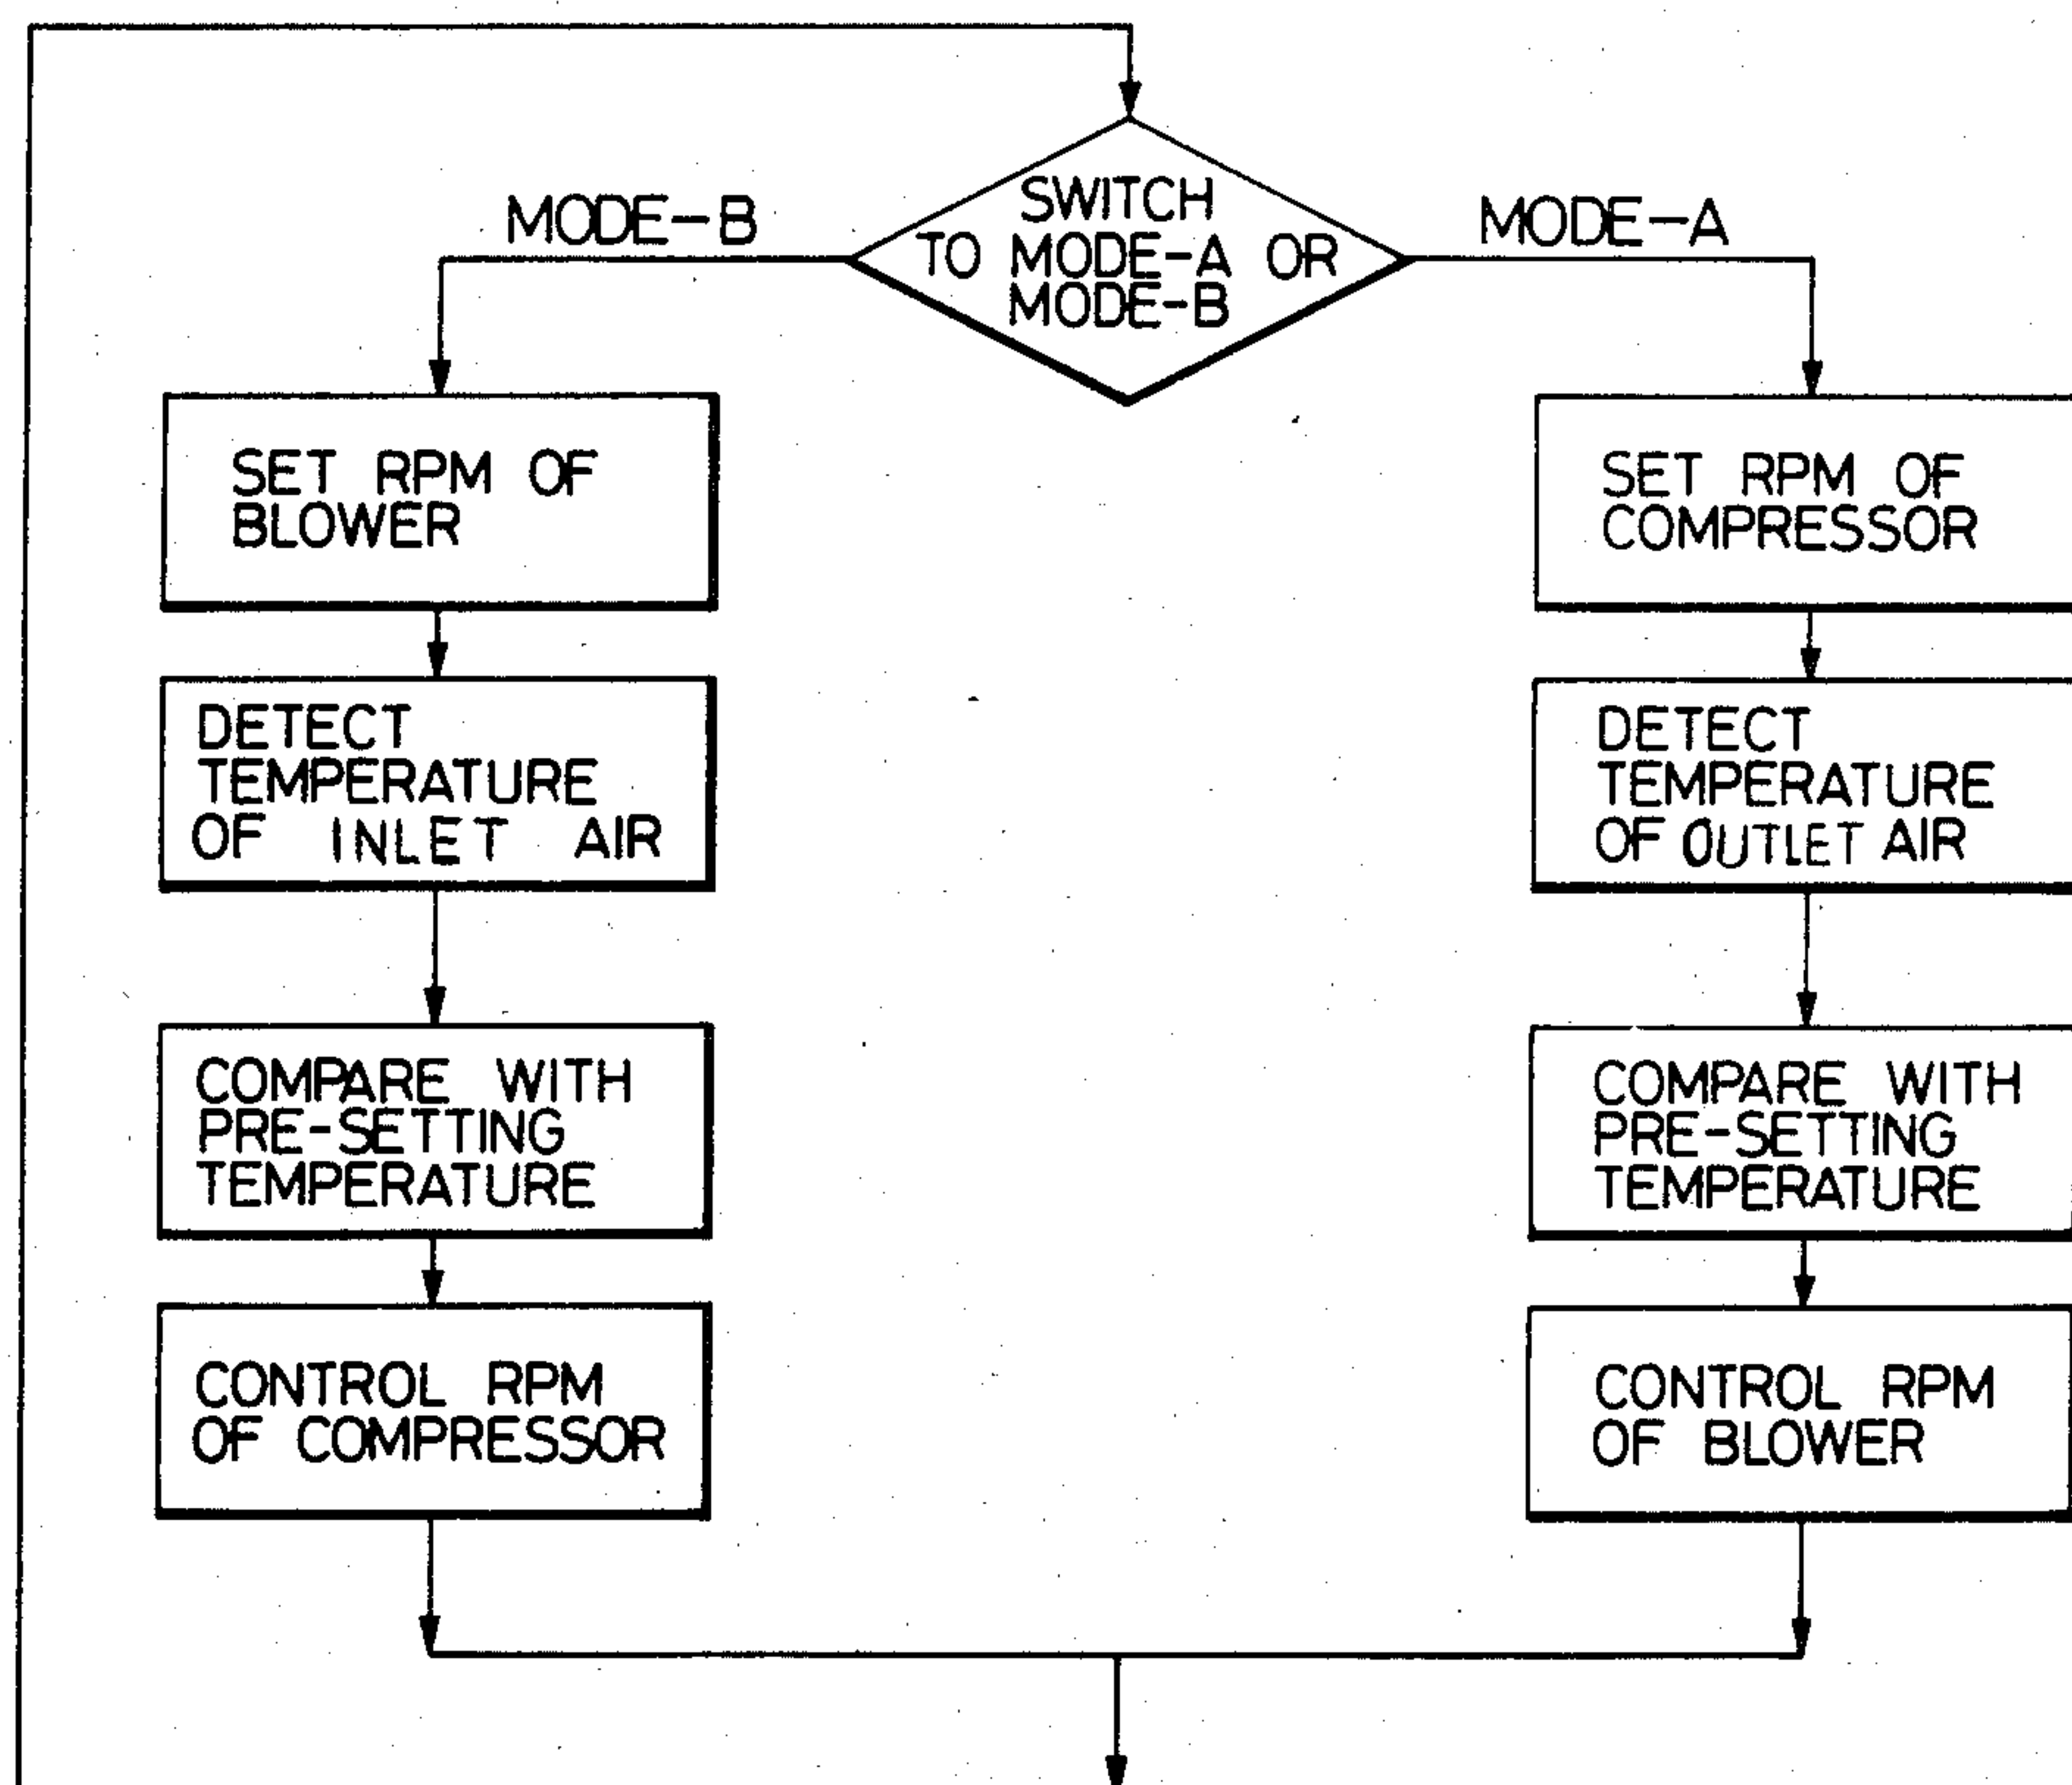 SWITCH
TO MODE-A OR
MODE-B
MODE-B
MODE-A
SET RPM OF
BLOWER
DETECT
TEMPERATURE
OF INLET AIR
COMPARE WITH
PRE-SETTING
TEMPERATURE
CONTROL RPM
OF COMPRESSOR
SET RPM OF
COMPRESSOR
DETECT
TEMPERATURE
OF OUTLET AIR
COMPARE WITH
PRE-SETTING
TEMPERATURE
CONTROL RPM
OF BLOWER